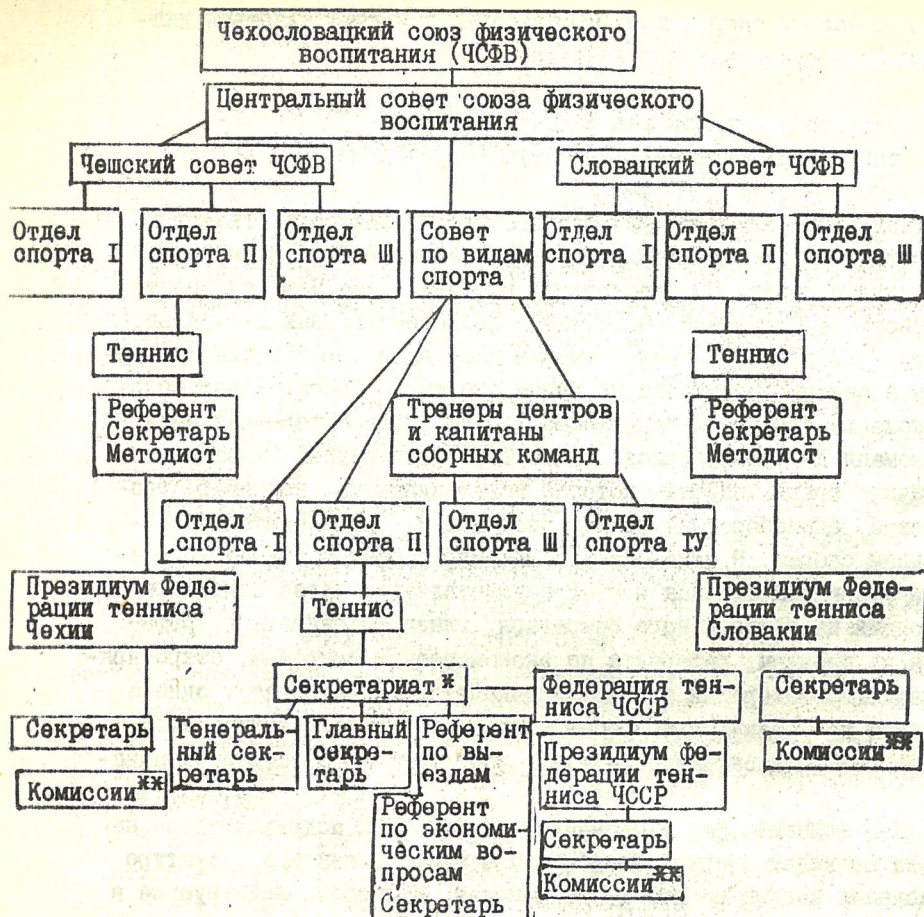 Чехословацкий союз физического
воспитания (ЧСФВ)
Центральный совет союза физического
воспитания
Чешский совет ЧСФВ
Словацкий совет ЧСФВ
Отдел
спорта I
Отдел
спорта П
Отдел
спорта Ш
Совет
по видам
спорта
Отдел
спорта I
Отдел
спорта П
Отдел
спорта Ш
Теннис
Теннис
Референт
Секретарь
Методист
Тренеры центров
и капитаны
сборных команд
Референт
Секретарь
Методист
Отдел
спорта I
Отдел
спорта П
Отдел
спорта Ш
Отдел
спорта IУ
Президиум Феде-
рации тенниса
Чехии
Теннис
Президиум Феде-
рации тенниса
Словакии
Секретариат*
Федерация тен-
ниса ЧССР
Секретарь
Секретарь
Генераль-
ный сек-
ретарь
Главный
секре-
тарь
Референт
по вы-
ездам
Президиум фе-
дерации тен-
ниса ЧССР
Комиссии**
Комиссии**
Референт
по экономи-
ческим во-
просам
Секретарь
Секретарь
Комиссии**